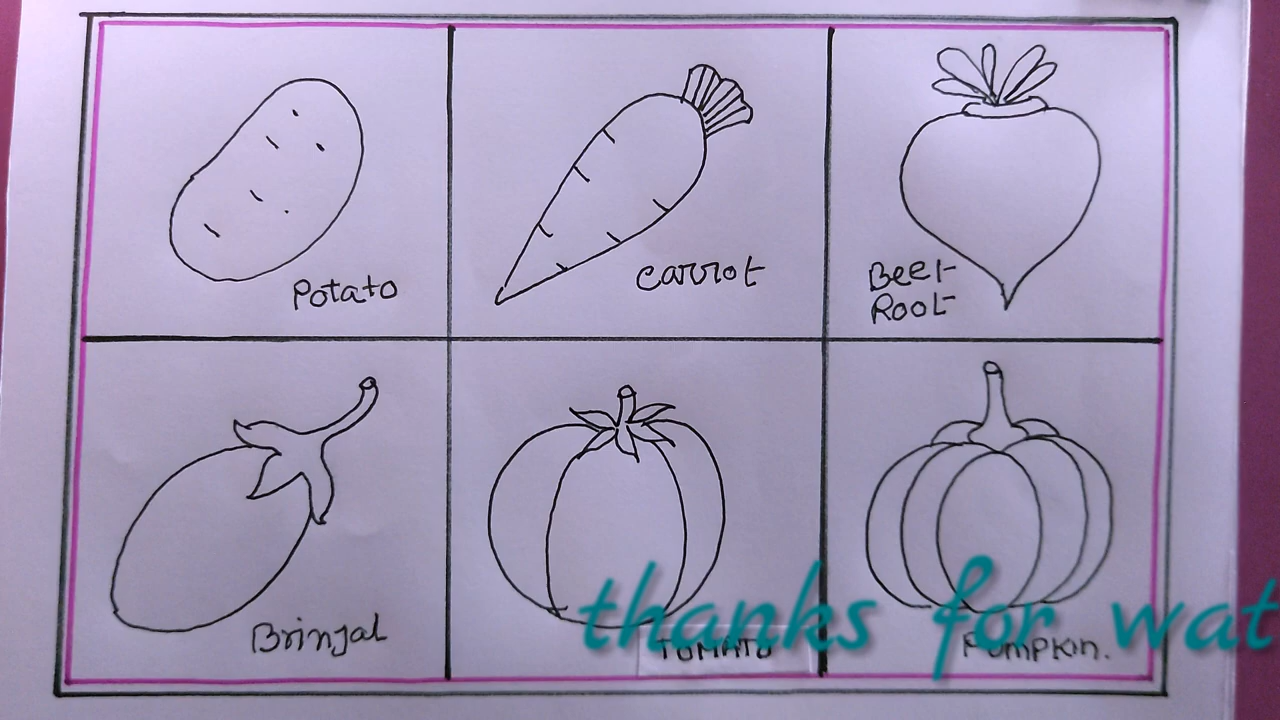 Potato
Carrot
Beet
Root
Brinjal
TOMATO
Pumpkin.
thanks for wat